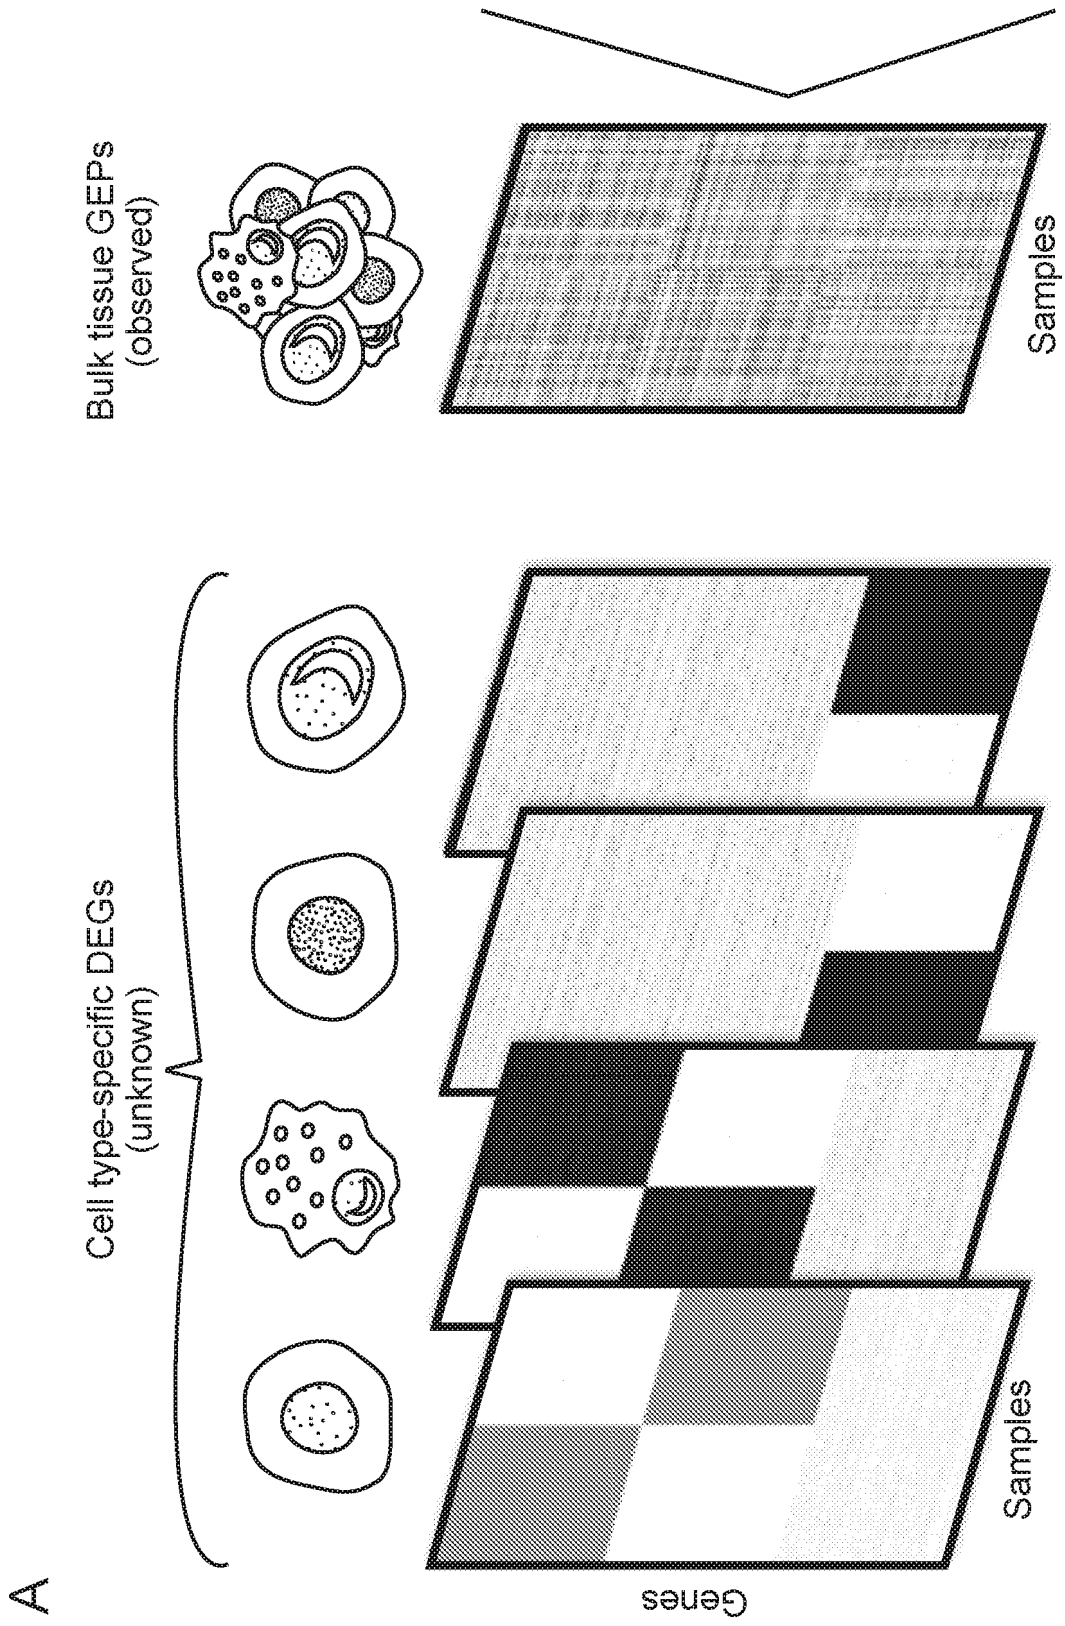 A
Cell type-specific DEGs
(unknown)
Bulk tissue GEPs
(observed)
Genes
Samples
Samples